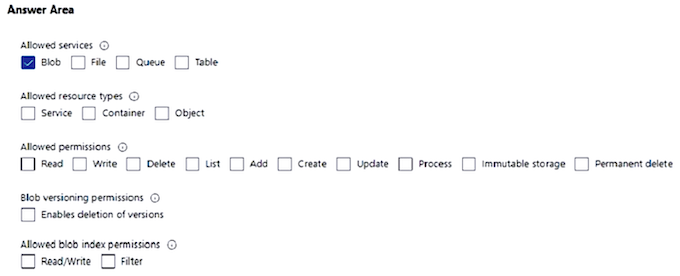 Answer Area
Allowed services
Blob File Queue Table
Allowed resource types
Service Container Object
Allowed permissions
Read Write Delete List Add Create Update Process Immutable storage Permanent delete
Blob versioning permissions
Enables deletion of versions
Allowed blob index permissions
Read/Write Filter